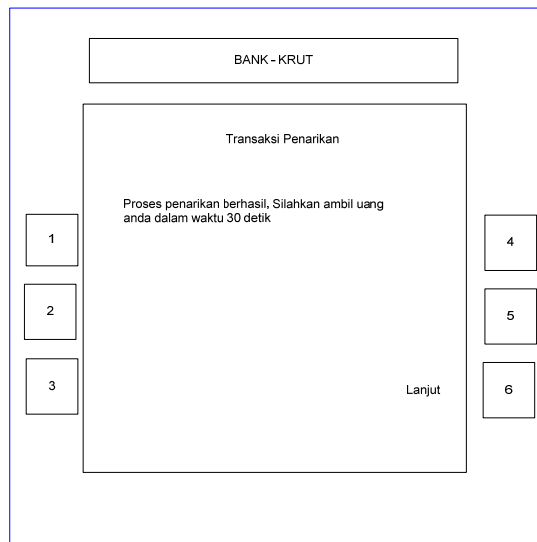 BANK - KRUT
Transaksi Penarikan
Proses penarikan berhasil, Silahkan ambil uang
anda dalam waktu 30 detik
1
4
2
5
3
Lanjut
6